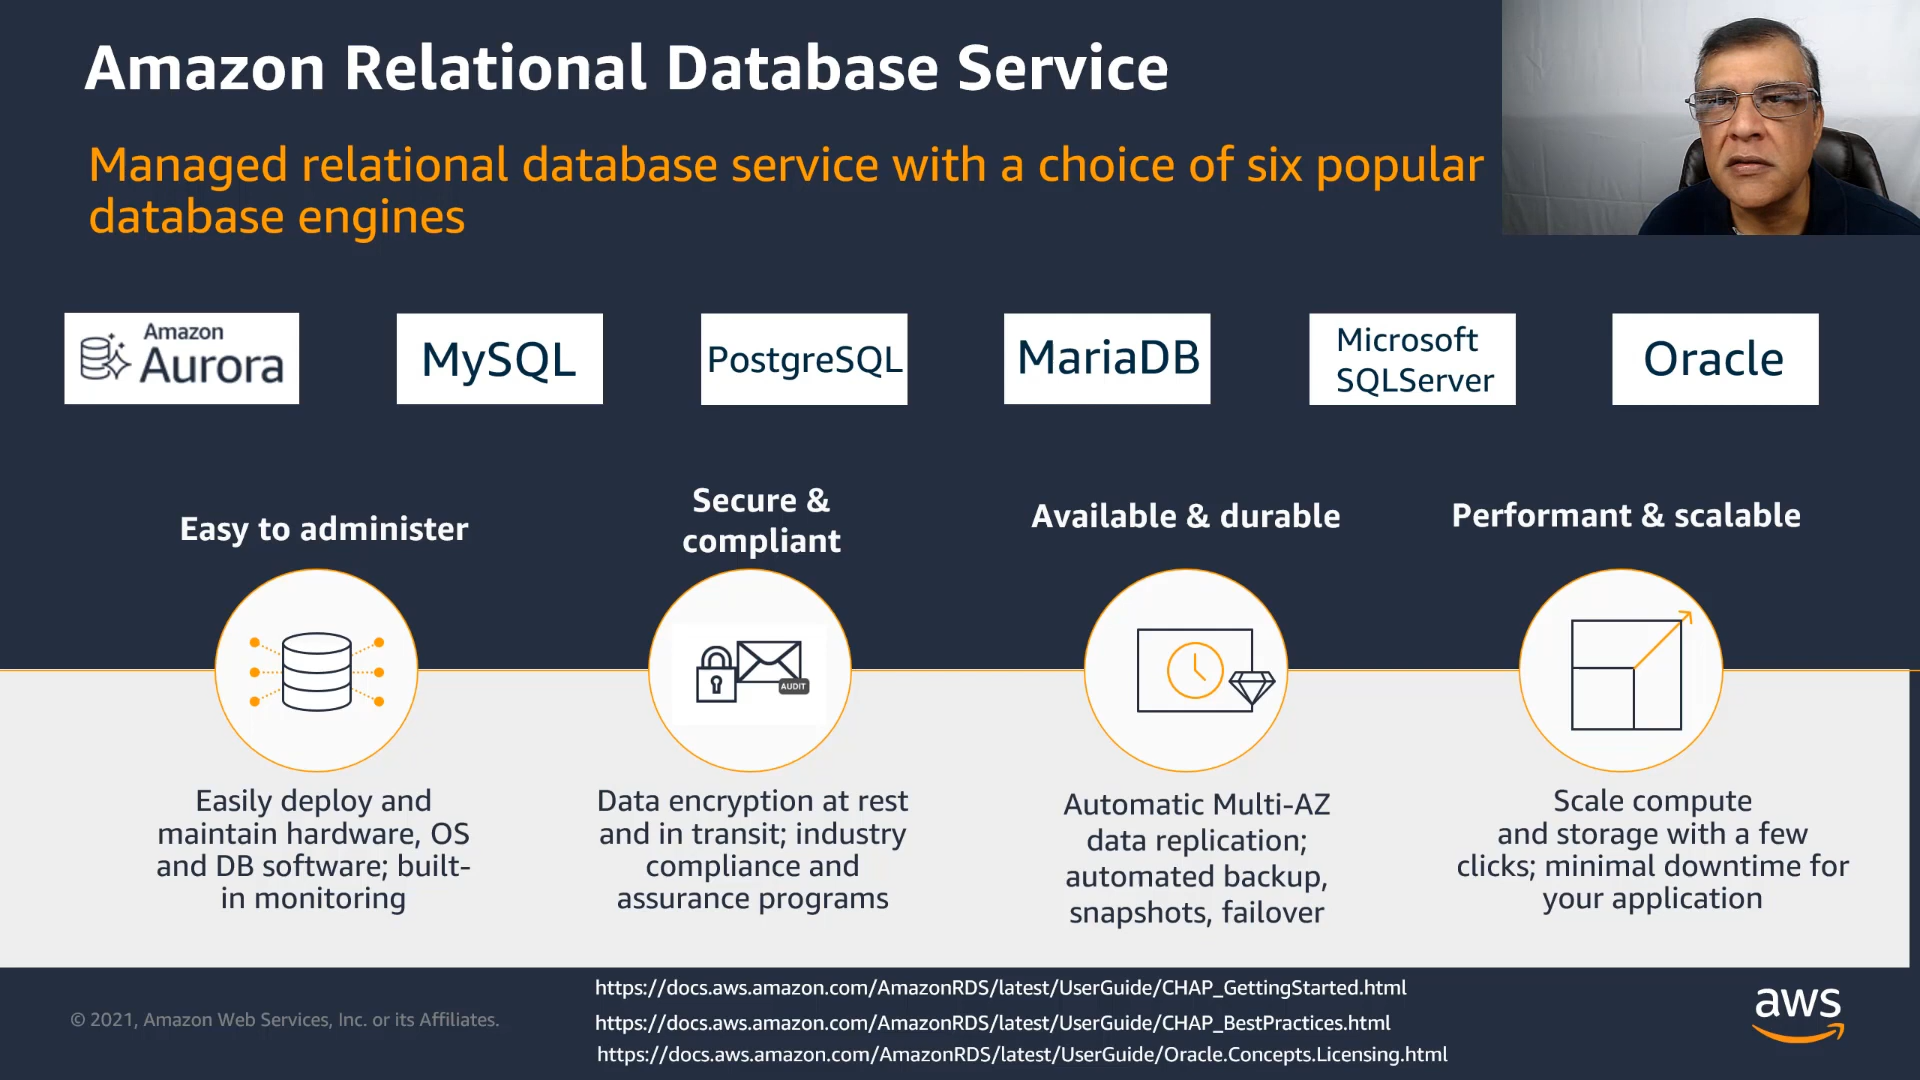 Amazon Relational Database Service
Managed relational database service with a choice of six popular
database engines
Amazon
Aurora
MySQL
PostgreSQL
MariaDB
Microsoft
SQLServer
Oracle
Easy to administer
Secure &
compliant
Available & durable
Performant & scalable
AUDIT
Easily deploy and
maintain hardware, OS
and DB software; built-
in monitoring
Data encryption at rest
and in transit; industry
compliance and
assurance programs
Automatic Multi-AZ
data replication;
automated backup,
snapshots, failover
Scale compute
and storage with a few
clicks; minimal downtime for
your application
https://docs.aws.amazon.com/AmazonRDS/latest/UserGuide/CHAP_GettingStarted.html
https://docs.aws.amazon.com/AmazonRDS/latest/UserGuide/CHAP_BestPractices.html
https://docs.aws.amazon.com/AmazonRDS/latest/UserGuide/Oracle.Concepts.Licensing.html
© 2021, Amazon Web Services, Inc. or its Affiliates.
aws